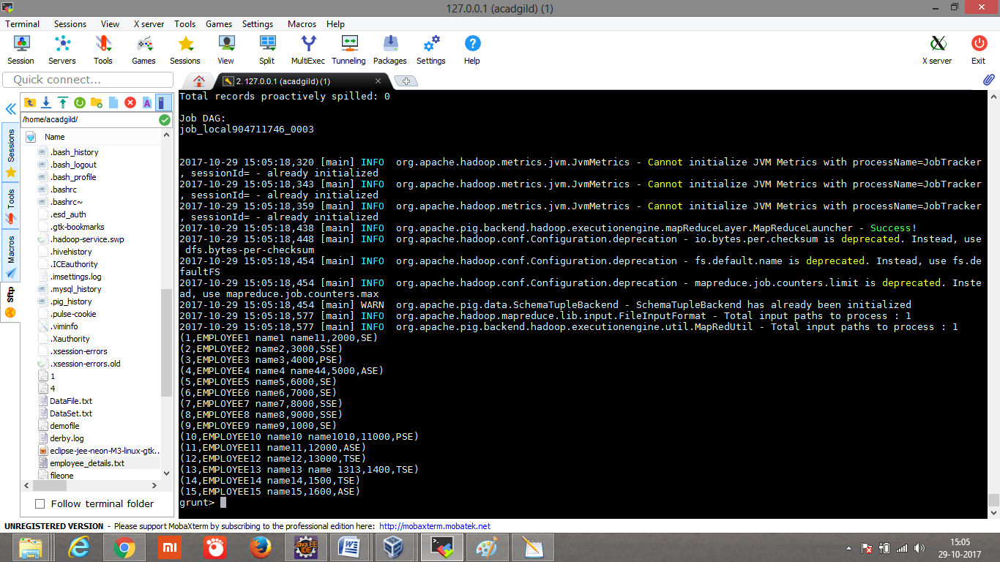 127.0.0.1 (acadgild) (1)
Terminal Sessions View X server Tools Games Settings Macros Help
Session Servers Tools Games Sessions View Split MultiExec Tunneling Packages Settings Help X server Exit
Quick connect...
2. 127.0.0.1 (acadgild) (1)
/home/acadgild/
Name
Sessions
Tools
Macros
Sftp
.bash_history
.bash_logout
.bash_profile
.bashrc
.bashrc~
.esd_auth
.gtk-bookmarks
.hadoop-service.swp
.hivehistory
.ICEauthority
.imsettings.log
.mysql_history
.pig_history
.pulse-cookie
.viminfo
.Xauthority
.xsession-errors
.xsession-errors.old
1
4
DataFile.txt
DataSet.txt
demofile
derby.log
eclipse-jee-neon-M3-linux-gtk..
employee_details.txt
fileone
Follow terminal folder
Total records proactively spilled: 0
Job DAG:
job_local904711746_0003
2017-10-29 15:05:18,320 [main] INFO  org.apache.hadoop.metrics.jvm.JvmMetrics - Cannot initialize JVM Metrics with processName=JobTracker
, sessionId= - already initialized
2017-10-29 15:05:18,343 [main] INFO  org.apache.hadoop.metrics.jvm.JvmMetrics - Cannot initialize JVM Metrics with processName=JobTracker
, sessionId= - already initialized
2017-10-29 15:05:18,359 [main] INFO  org.apache.hadoop.metrics.jvm.JvmMetrics - Cannot initialize JVM Metrics with processName=JobTracker
, sessionId= - already initialized
2017-10-29 15:05:18,438 [main] INFO  org.apache.pig.backend.hadoop.executionengine.mapReduceLayer.MapReduceLauncher - Success!
2017-10-29 15:05:18,448 [main] INFO  org.apache.hadoop.conf.Configuration.deprecation - io.bytes.per.checksum is deprecated. Instead, use
dfs.bytes-per-checksum
2017-10-29 15:05:18,454 [main] INFO  org.apache.hadoop.conf.Configuration.deprecation - fs.default.name is deprecated. Instead, use fs.de
faultFS
2017-10-29 15:05:18,454 [main] INFO  org.apache.hadoop.conf.Configuration.deprecation - mapreduce.job.counters.limit is deprecated. Inste
ad, use mapreduce.job.counters.max
2017-10-29 15:05:18,454 [main] WARN  org.apache.pig.data.SchemaTupleBackend - SchemaTupleBackend has already been initialized
2017-10-29 15:05:18,577 [main] INFO  org.apache.hadoop.mapreduce.lib.input.FileInputFormat - Total input paths to process : 1
2017-10-29 15:05:18,577 [main] INFO  org.apache.pig.backend.hadoop.executionengine.util.MapRedUtil - Total input paths to process : 1
(1,EMPLOYEE1 name1 name11,2000,SE)
(2,EMPLOYEE2 name2,3000,SSE)
(3,EMPLOYEE3 name3,4000,PSE)
(4,EMPLOYEE4 name4 name44,5000,ASE)
(5,EMPLOYEE5 name5,6000,SE)
(6,EMPLOYEE6 name6,7000,SE)
(7,EMPLOYEE7 name7,8000,SSE)
(8,EMPLOYEE8 name8,9000,SSE)
(9,EMPLOYEE9 name9,1000,SE)
(10,EMPLOYEE10 name10 name1010,11000,PSE)
(11,EMPLOYEE11 name11,12000,ASE)
(12,EMPLOYEE12 name12,13000,TSE)
(13,EMPLOYEE13 name13 name 1313,1400,TSE)
(14,EMPLOYEE14 name14,1500,TSE)
(15,EMPLOYEE15 name15,1600,ASE)
grunt>
UNREGISTERED VERSION - Please support MobaXterm by subscribing to the professional edition here: http://mobaxterm.mobatek.net
mi
Java EE
IDE
15:05
29-10-2017